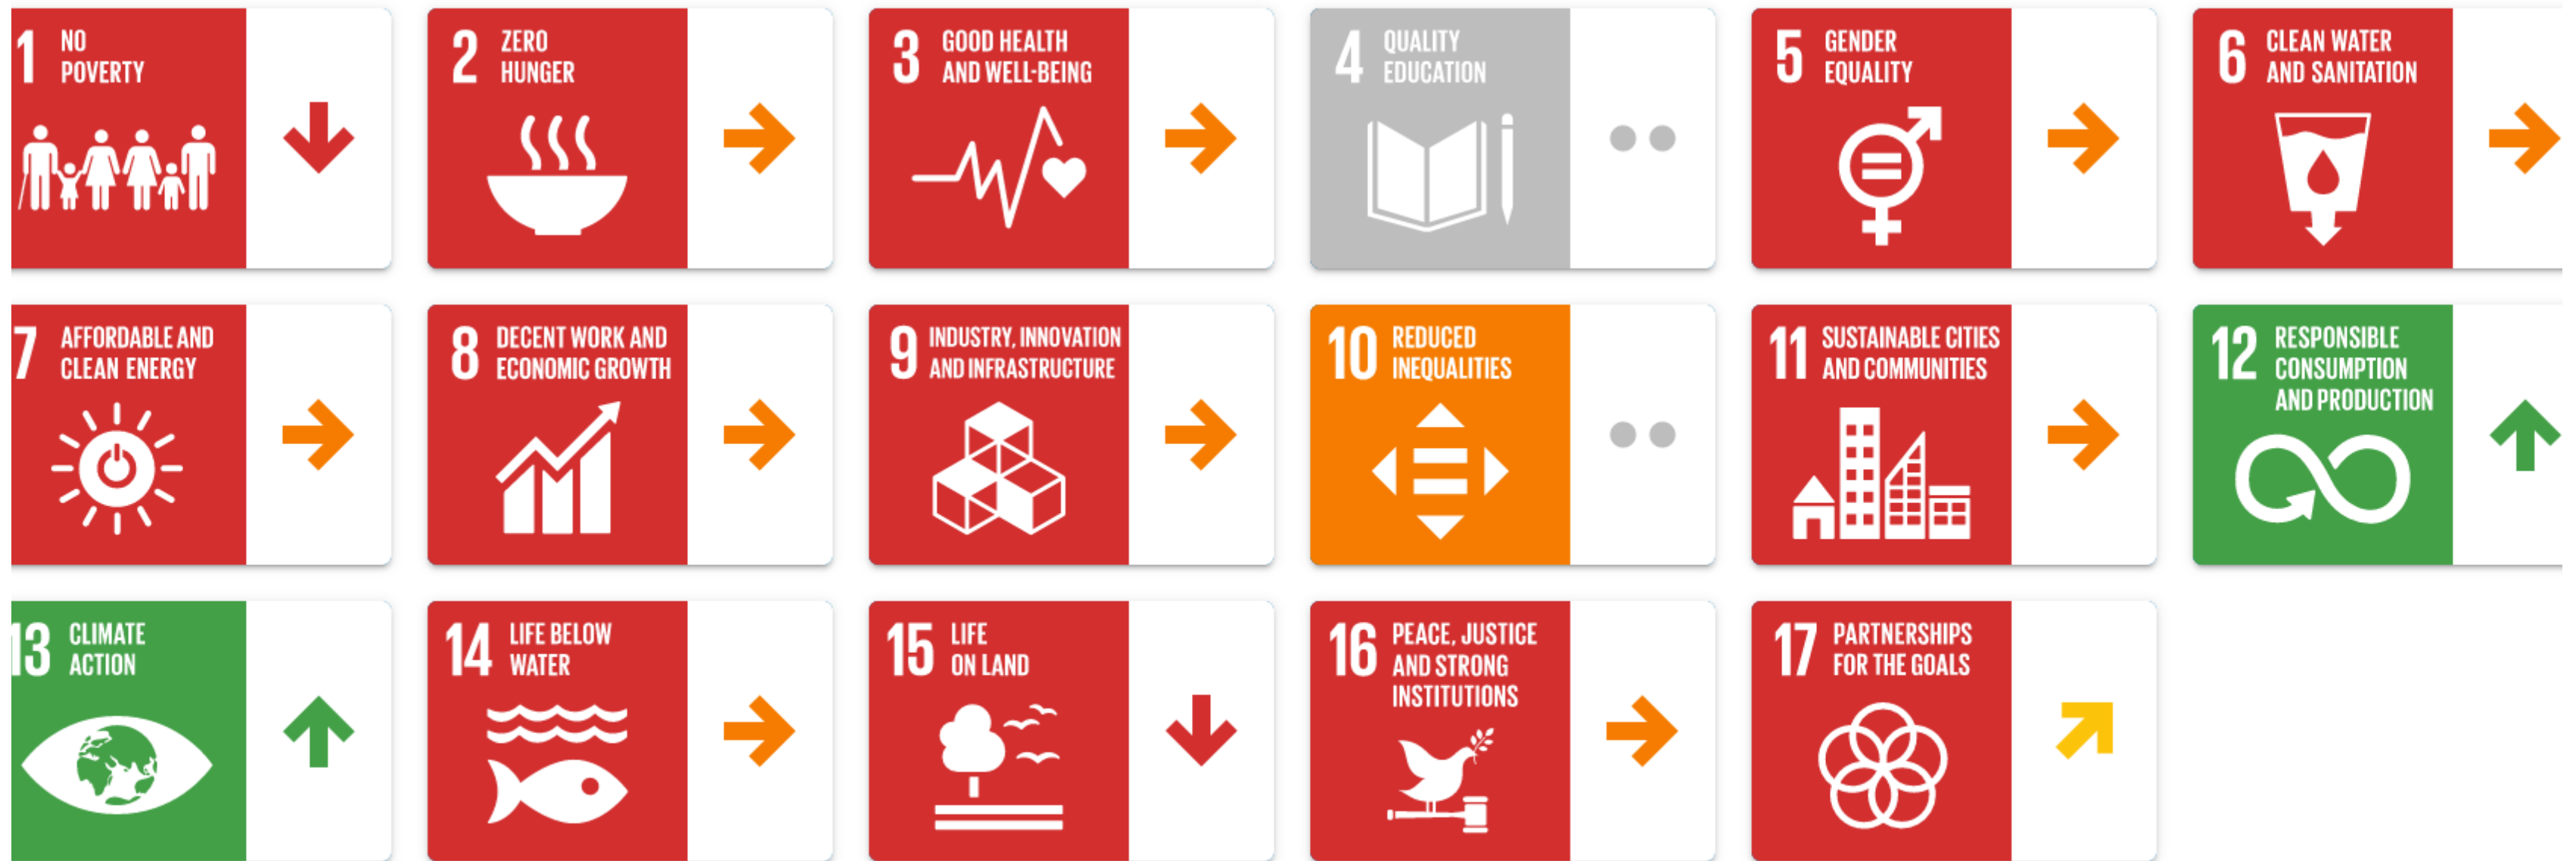 1 NO
POVERTY
2 ZERO
HUNGER
3 GOOD HEALTH
AND WELL-BEING
4 QUALITY
EDUCATION
5 GENDER
EQUALITY
6 CLEAN WATER
AND SANITATION
7 AFFORDABLE AND
CLEAN ENERGY
8 DECENT WORK AND
ECONOMIC GROWTH
9 INDUSTRY, INNOVATION
AND INFRASTRUCTURE
10 REDUCED
INEQUALITIES
11 SUSTAINABLE CITIES
AND COMMUNITIES
12 RESPONSIBLE
CONSUMPTION
AND PRODUCTION
13 CLIMATE
ACTION
14 LIFE BELOW
WATER
15 LIFE
ON LAND
16 PEACE, JUSTICE
AND STRONG
INSTITUTIONS
17 PARTNERSHIPS
FOR THE GOALS